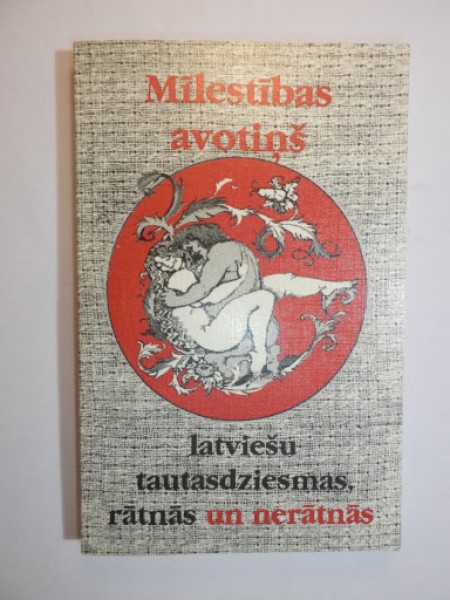 Mīlestības
avotiņš
latviešu
tautasdziesmas,
rātnās un nerātnās